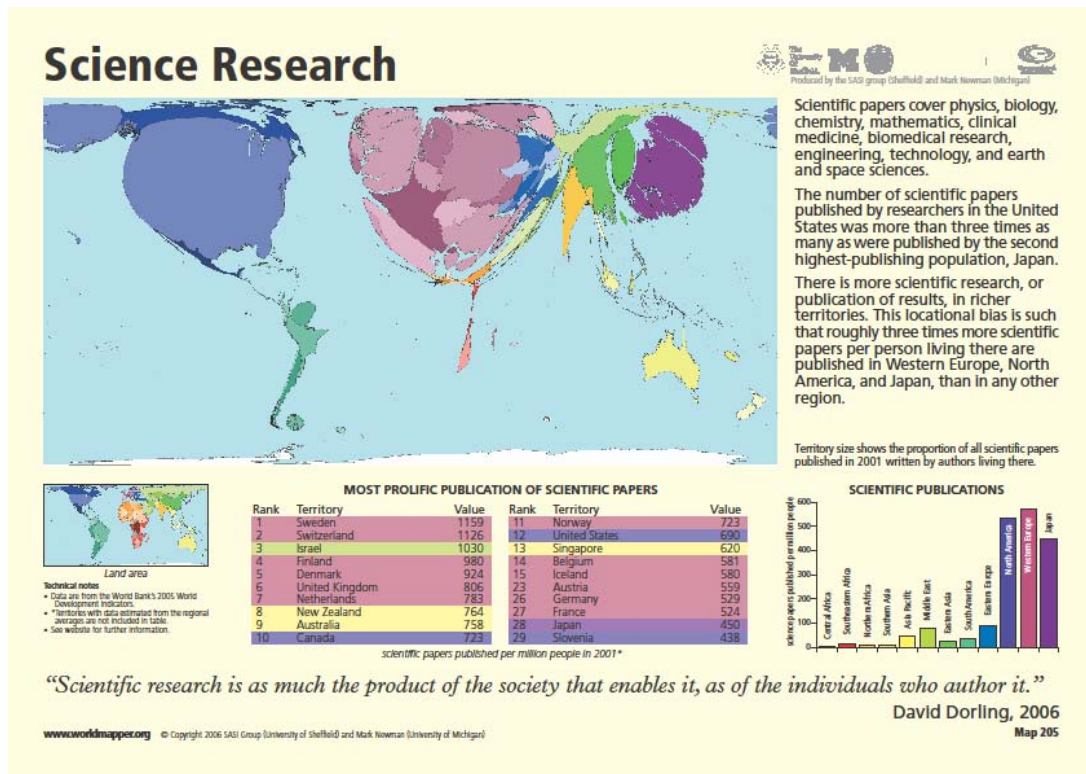 Science Research
Produced by the SASI group (Sheffield) and Mark Newman (Michigan)
Scientific papers cover physics, biology,
chemistry, mathematics, clinical
medicine, biomedical research,
engineering, technology, and earth
and space sciences.
The number of scientific papers
published by researchers in the United
States was more than three times as
many as were published by the second
highest-publishing population, Japan.
There is more scientific research, or
publication of results, in richer
territories. This locational bias is such
that roughly three times more scientific
papers per person living there are
published in Western Europe, North
America, and Japan, than in any other
region.
Territory size shows the proportion of all scientific papers
published in 2001 written by authors living there.
Land area
Technical notes
• Data are from the World Bank's 2005 World
Development Indicators.
• *Territories with data estimated from the regional
averages are not included in table.
• See website for further information.
MOST PROLIFIC PUBLICATION OF SCIENTIFIC PAPERS
Rank Territory Value Rank Territory Value
1 Sweden 1159 11 Norway 723
2 Switzerland 1126 12 United States 690
3 Israel 1030 13 Singapore 620
4 Finland 980 14 Belgium 581
5 Denmark 924 15 Iceland 580
6 United Kingdom 806 23 Austria 559
7 Netherlands 783 26 Germany 529
8 New Zealand 764 27 France 524
9 Australia 758 28 Japan 450
10 Canada 723 29 Slovenia 438
scientific papers published per million people in 2001*
SCIENTIFIC PUBLICATIONS
science papers published per million people
600
500
400
300
200
100
0
Central Africa
Southeastern Africa
Northern Africa
Southern Asia
Asia Pacific
Middle East
Eastern Asia
South America
Eastern Europe
North America
Western Europe
Japan
“Scientific research is as much the product of the society that enables it, as of the individuals who author it.”
David Dorling, 2006
www.worldmapper.org © Copyright 2006 SASI Group (University of Sheffield) and Mark Newman (University of Michigan)
Map 205